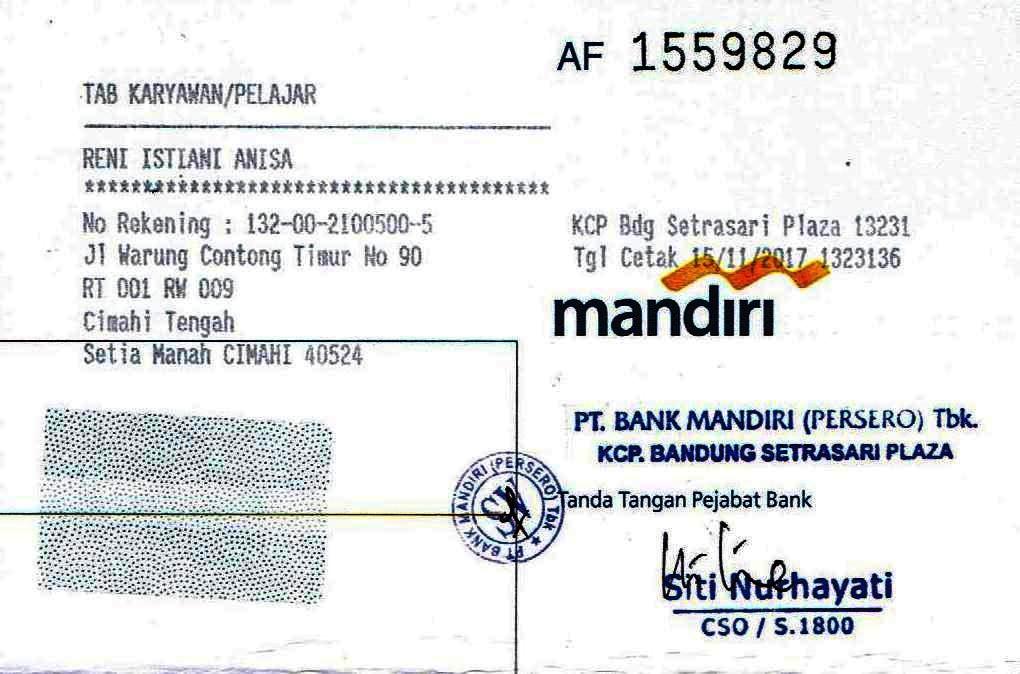 AF 1559829
TAB KARYAWAN/PELAJAR
RENI ISTIANI ANISA
****************************************
No Rekening : 132-00-2100500-5
Jl Warung Contong Timur No 90
RT 001 RW 009
Cimahi Tengah
Setia Manah CIMAHI 40524
KCP Bdg Setrasari Plaza 13231
Tgl Cetak 15/11/2017 1323136
mandırı
PT. BANK MANDIRI (PERSERO) Tbk.
KCP. BANDUNG SETRASARI PLAZA
PT BANK MANDIRI (PERSERO) Tbk ★
Tanda Tangan Pejabat Bank
Siti Nurhayati
CSO / S.1800